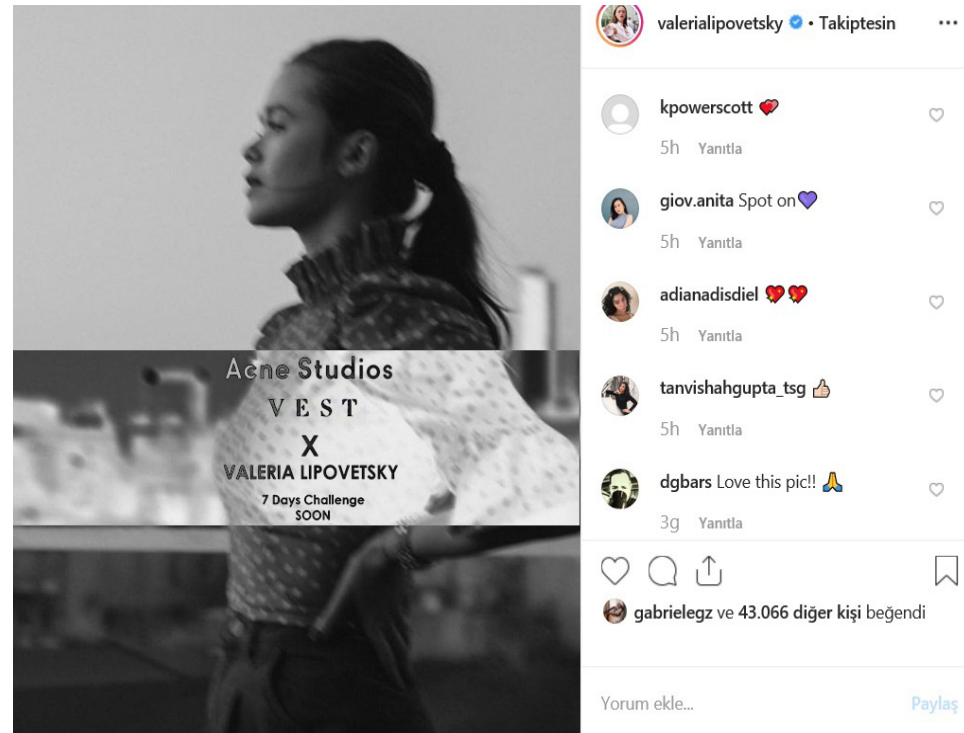 Acne Studios
VEST
X
VALERIA LIPOVETSKY
7 Days Challenge
SOON
valerialipovetsky • Takiptesin
kpowerscott 💞
5h Yanıtla
giov.anita Spot on💜
5h Yanıtla
adianadisdiel 💖💖
5h Yanıtla
tanvishahgupta_tsg 👍🏻
5h Yanıtla
dgbars Love this pic!! 🙏
3g Yanıtla
gabrielegz ve 43.066 diğer kişi beğendi
Yorum ekle...
Paylaş